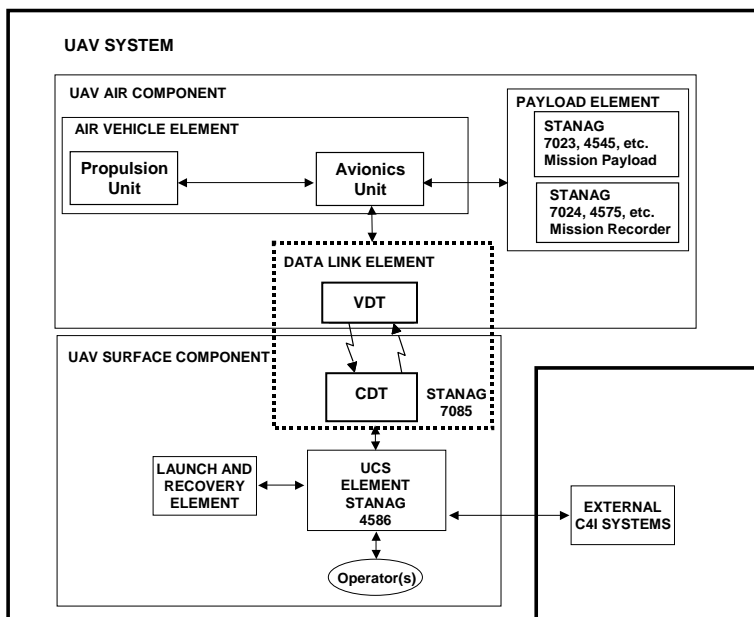 UAV SYSTEM
UAV AIR COMPONENT
AIR VEHICLE ELEMENT
Propulsion
Unit
Avionics
Unit
PAYLOAD ELEMENT
STANAG
7023, 4545, etc.
Mission Payload
STANAG
7024, 4575, etc.
Mission Recorder
DATA LINK ELEMENT
VDT
UAV SURFACE COMPONENT
CDT
STANAG
7085
LAUNCH AND
RECOVERY
ELEMENT
UCS
ELEMENT
STANAG
4586
EXTERNAL
C4I SYSTEMS
Operator(s)